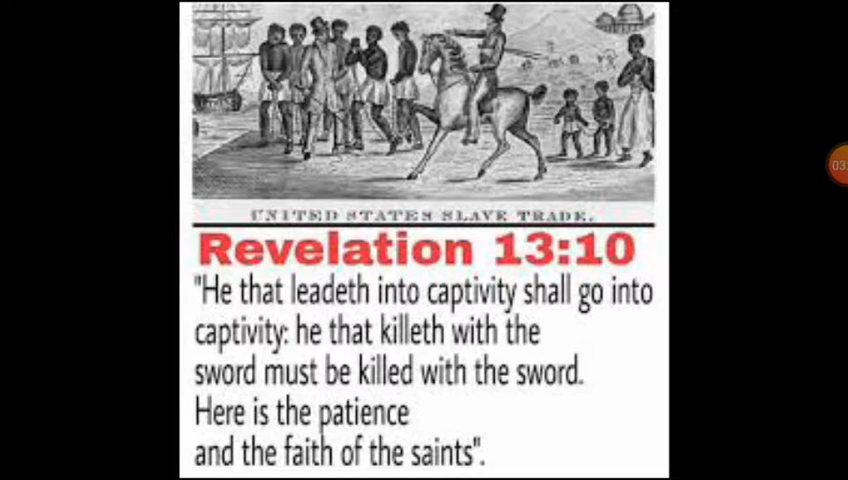 UNITED STATES SLAVE TRADE.
Revelation 13:10
"He that leadeth into captivity shall go into
captivity: he that killeth with the
sword must be killed with the sword.
Here is the patience
and the faith of the saints".
03: